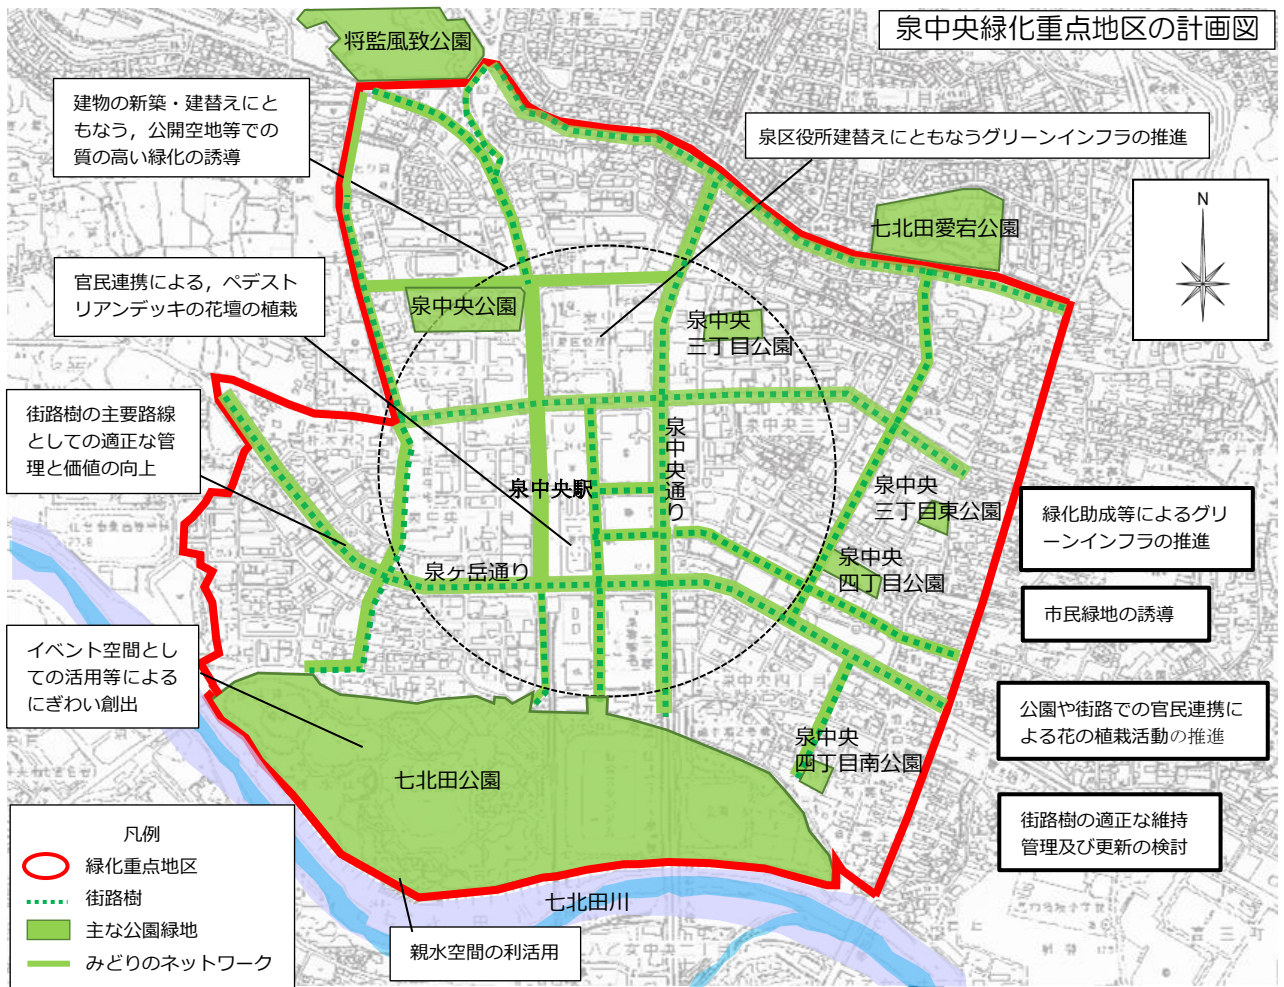 泉中央緑化重点地区の計画図
将監風致公園
建物の新築・建替えにと
もなう，公開空地等での
質の高い緑化の誘導
泉区役所建替えにともなうグリーンインフラの推進
N
七北田愛宕公園
官民連携による，ペデスト
リアンデッキの花壇の植栽
泉中央公園
泉中央
三丁目公園
街路樹の主要路線
としての適正な管
理と価値の向上
泉中央通り
泉中央駅
泉中央
三丁目東公園
緑化助成等によるグリ
ーンインフラの推進
泉中央
四丁目公園
泉ヶ岳通り
市民緑地の誘導
イベント空間とし
ての活用等による
にぎわい創出
公園や街路での官民連携に
よる花の植栽活動の推進
泉中央
四丁目南公園
七北田公園
街路樹の適正な維持
管理及び更新の検討
凡例
緑化重点地区
街路樹
主な公園緑地
みどりのネットワーク
七北田川
親水空間の利活用